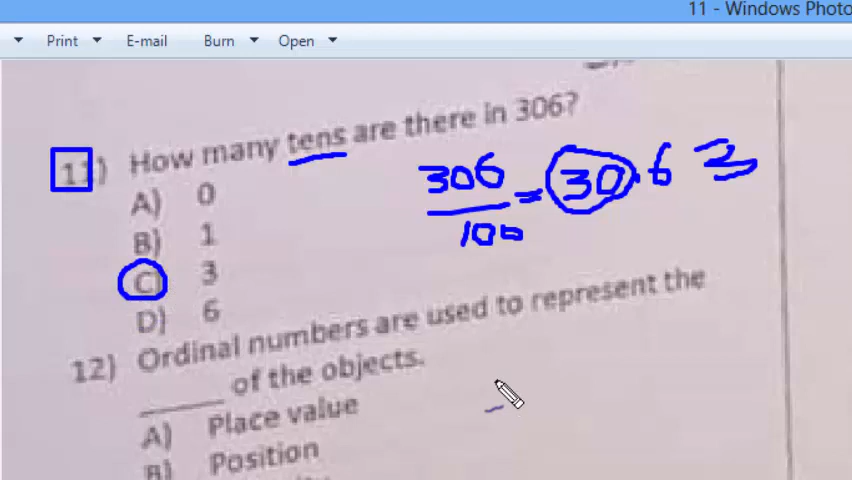 11 - Windows Photo
Print E-mail Burn Open
11) How many tens are there in 306?
A) 0
B) 1
C) 3
D) 6
306
100
= 30.6
12) Ordinal numbers are used to represent the
______ of the objects.
A) Place value
B) Position